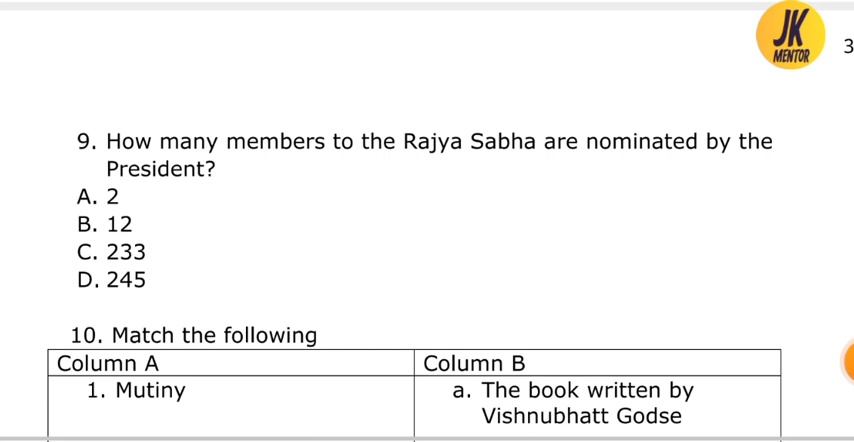 JK
MENTOR
3
9. How many members to the Rajya Sabha are nominated by the
President?
A. 2
B. 12
C. 233
D. 245
10. Match the following
Column A
Column B
1. Mutiny
a. The book written by
Vishnubhatt Godse